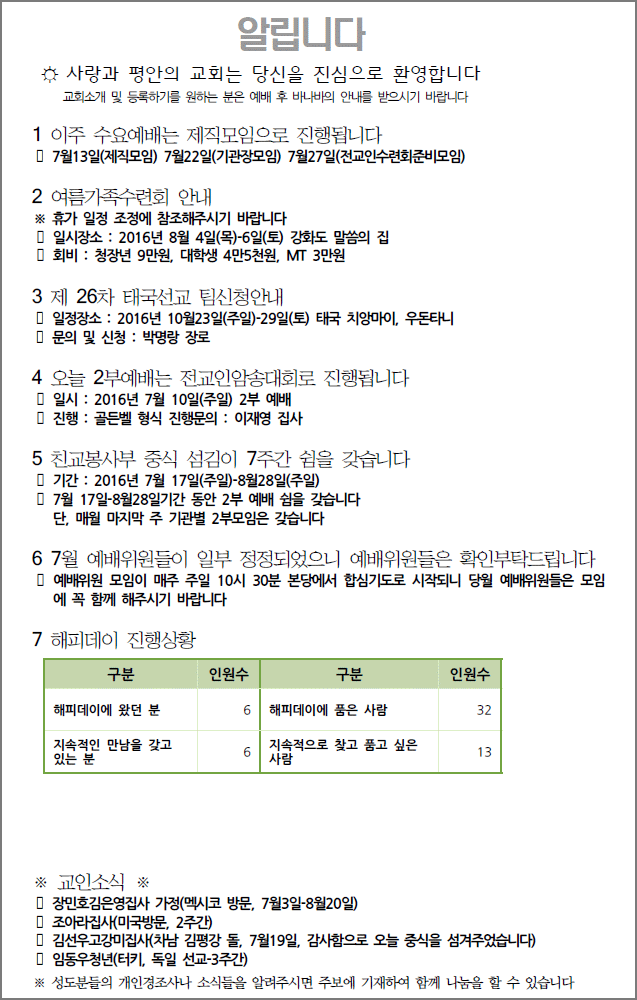 알립니다
☼ 사랑과 평안의 교회는 당신을 진심으로 환영합니다
교회소개 및 등록하기를 원하는 분은 예배 후 바나바의 안내를 받으시기 바랍니다
1 이주 수요예배는 제직모임으로 진행됩니다
▯ 7월13일(제직모임) 7월22일(기관장모임) 7월27일(전교인수련회준비모임)
2 여름가족수련회 안내
※ 휴가 일정 조정에 참조해주시기 바랍니다
▯ 일시장소 : 2016년 8월 4일(목)-6일(토) 강화도 말씀의 집
▯ 회비 : 청장년 9만원, 대학생 4만5천원, MT 3만원
3 제 26차 태국선교 팀신청안내
▯ 일정장소 : 2016년 10월23일(주일)-29일(토) 태국 치앙마이, 우돈타니
▯ 문의 및 신청 : 박명랑 장로
4 오늘 2부예배는 전교인암송대회로 진행됩니다
▯ 일시 : 2016년 7월 10일(주일) 2부 예배
▯ 진행 : 골든벨 형식 진행문의 : 이재영 집사
5 친교봉사부 중식 섬김이 7주간 쉼을 갖습니다
▯ 기간 : 2016년 7월 17일(주일)-8월28일(주일)
▯ 7월 17일-8월28일기간 동안 2부 예배 쉼을 갖습니다
단, 매월 마지막 주 기관별 2부모임은 갖습니다
6 7월 예배위원들이 일부 정정되었으니 예배위원들은 확인부탁드립니다
▯ 예배위원 모임이 매주 주일 10시 30분 본당에서 합심기도로 시작되니 당월 예배위원들은 모임
에 꼭 함께 해주시기 바랍니다
7 해피데이 진행상황
구분 인원수 구분 인원수
해피데이에 왔던 분 6 해피데이에 품은 사람 32
지속적인 만남을 갖고 있는 분 6 지속적으로 찾고 품고 싶은 사람 13
※ 교인소식 ※
▯ 장민호김은영집사 가정(멕시코 방문, 7월3일-8월20일)
▯ 조아라집사(미국방문, 2주간)
▯ 김선우고강미집사(차남 김평강 돌, 7월19일, 감사함으로 오늘 중식을 섬겨주었습니다)
▯ 임동우청년(터키, 독일 선교-3주간)
※ 성도분들의 개인경조사나 소식들을 알려주시면 주보에 기재하여 함께 나눔을 할 수 있습니다